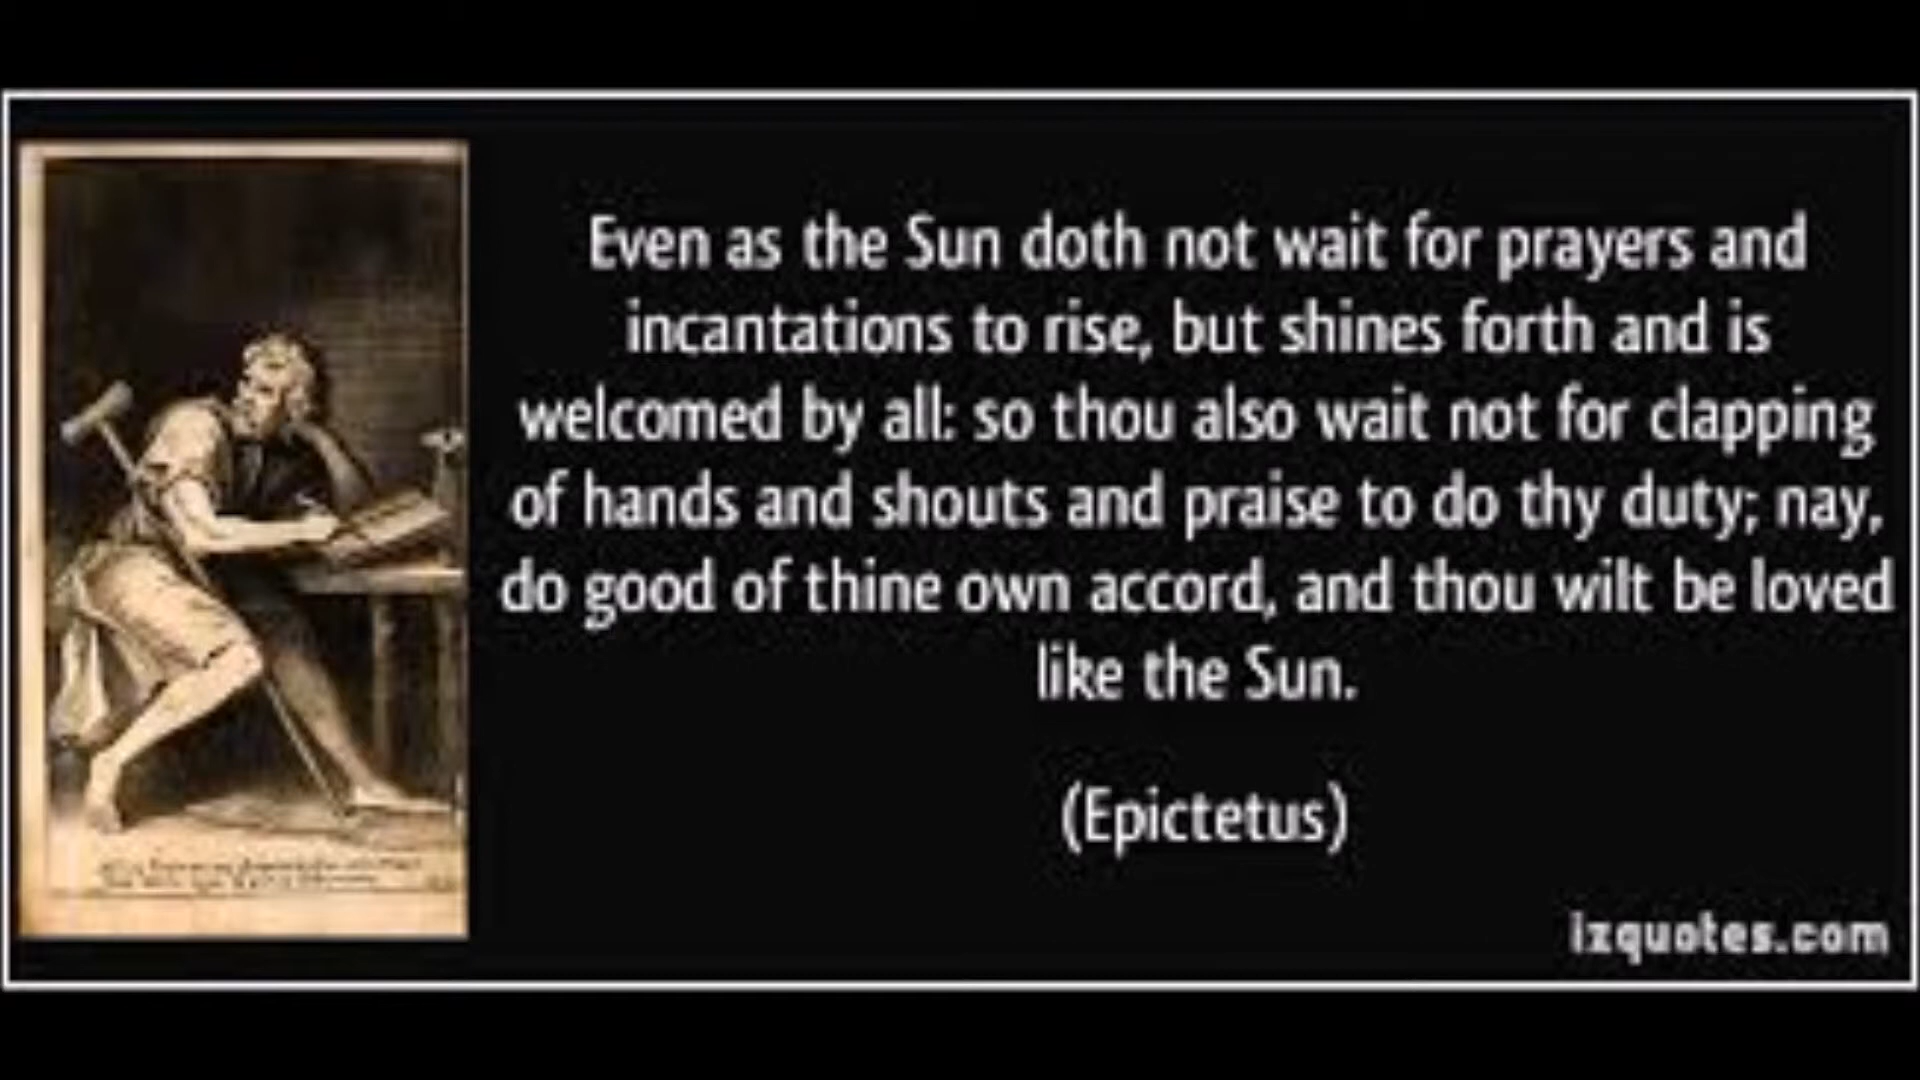 Even as the Sun doth not wait for prayers and
incantations to rise, but shines forth and is
welcomed by all: so thou also wait not for clapping
of hands and shouts and praise to do thy duty; nay,
do good of thine own accord, and thou wilt be loved
like the Sun.
(Epictetus)
izquotes.com